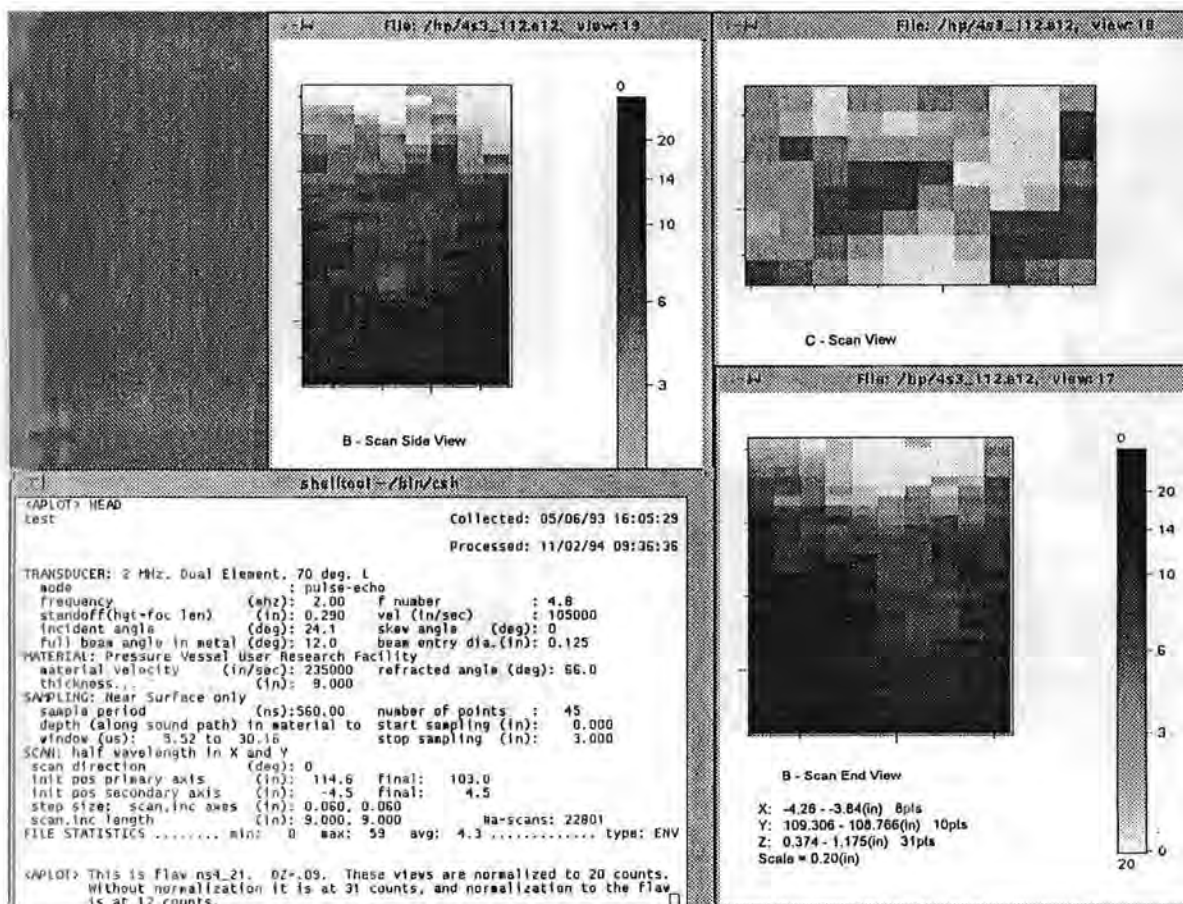 File: /hp/4s3_112.e12, view:19
0
20
14
10
6
3
B - Scan Side View
File: /hp/4s3_112.e12, view:18
C - Scan View
File: /hp/4s3_112.e12, view:17
0
20
14
10
6
3
0
20
B - Scan End View
X: -4.26 - -3.84(in) 8pls
Y: 109.306 - 108.766(in) 10pls
Z: 0.374 - 1.175(in) 31pls
Scale = 0.20(in)
shelltool - /bin/csh
<APLOT> HEAD
test Collected: 05/06/93 16:05:29
Processed: 11/02/94 09:36:36
TRANSDUCER: 2 MHz. Dual Element. 70 deg. L
mode : pulse-echo
frequency (mhz): 2.00 f number : 4.8
standoff(hgt+foc len) (in): 0.290 vel (in/sec) : 105000
incident angle (deg): 24.1 skew angle (deg): 0
full beam angle in metal (deg): 12.0 beam entry dia.(in): 0.125
MATERIAL: Pressure Vessel User Research Facility
material velocity (in/sec): 235000 refracted angle (deg): 66.0
thickness... (in): 9.000
SAMPLING: Near Surface only
sample period (ns):560.00 number of points : 45
depth (along sound path) in material to start sampling (in): 0.000
window (us): 5.52 to 30.16 stop sampling (in): 3.000
SCAN: half wavelength in X and Y
scan direction (deg): 0
init pos primary axis (in): 114.6 final: 103.0
init pos secondary axis (in): -4.5 final: 4.5
step size: scan.inc axes (in): 0.060. 0.060
scan.inc length (in): 9.000. 9.000 #a-scans: 22801
FILE STATISTICS ........ min: 0 max: 59 avg: 4.3 ............. type: ENV
<APLOT> This is flaw ns4_21. DZ=.09. These views are normalized to 20 counts.
Without normalization it is at 31 counts, and normalization to the flaw
is at 12 counts.